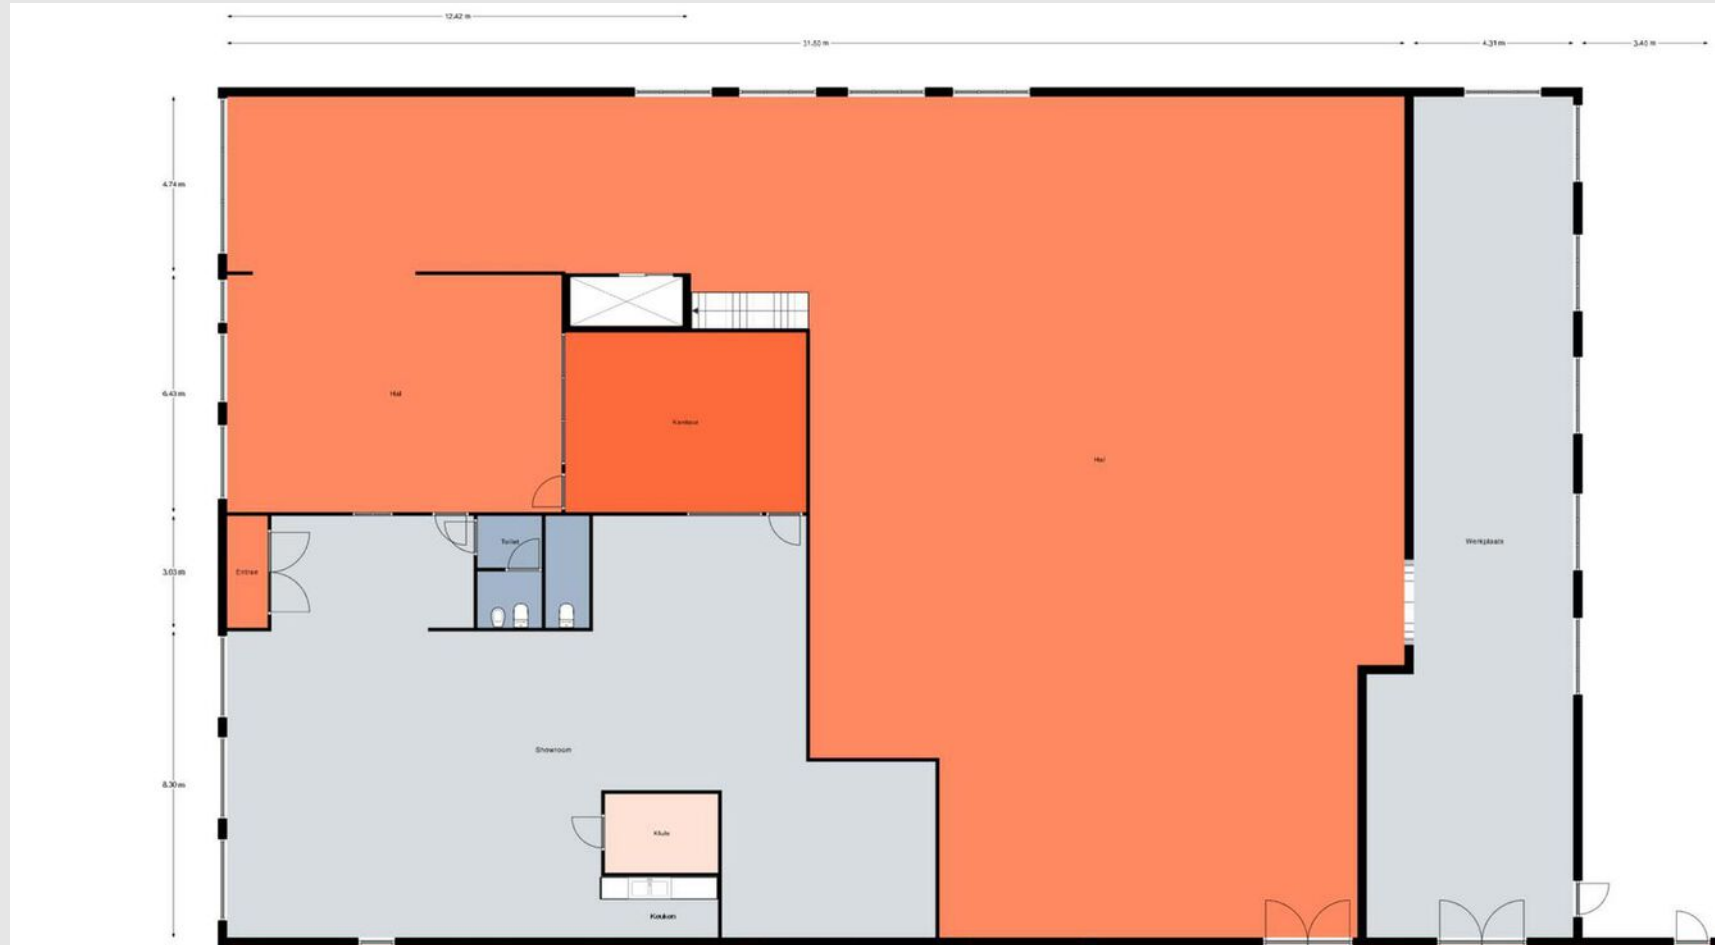 12.42 m
31.80 m
4.31 m
3.40 m
4.74 m
Hal
6.43 m
Kantoor
Hal
Toilet
Werkplaats
Entree
3.03 m
Showroom
8.30 m
Kluis
Keuken